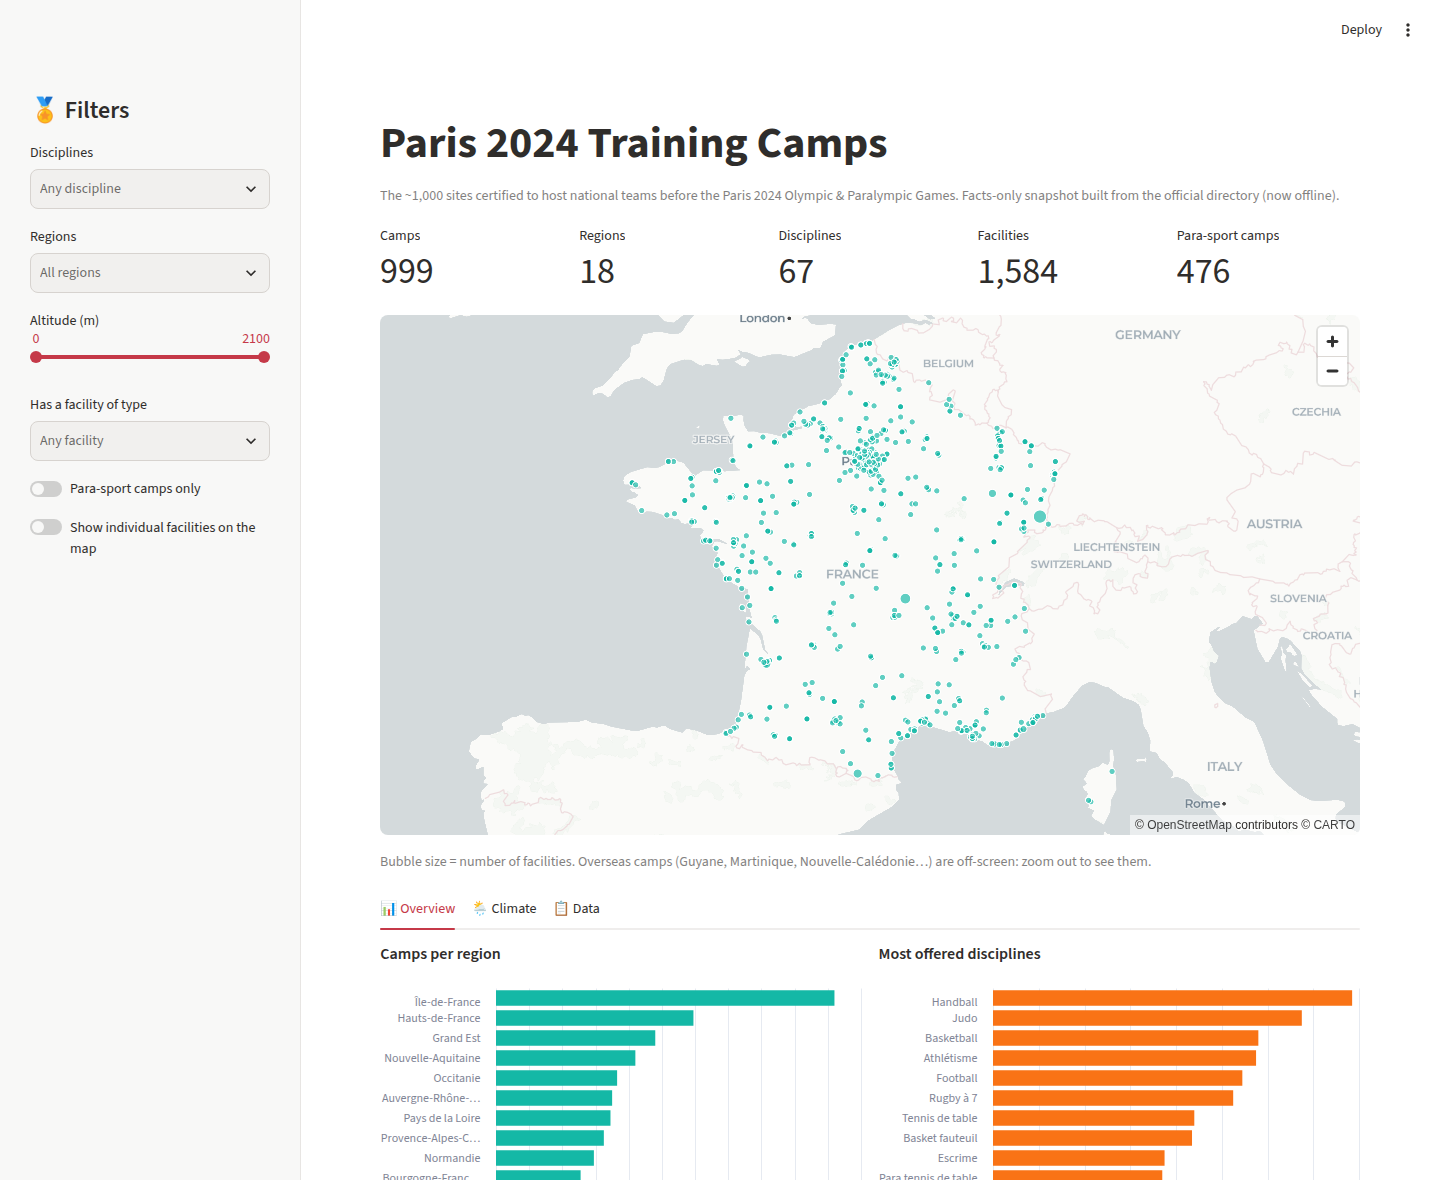 Deploy
Filters
Disciplines
Any discipline
Regions
All regions
Altitude (m)
0 2100
Has a facility of type
Any facility
Para-sport camps only
Show individual facilities on the
map
Paris 2024 Training Camps
The ~1,000 sites certified to host national teams before the Paris 2024 Olympic & Paralympic Games. Facts-only snapshot built from the official directory (now offline).
Camps Regions Disciplines Facilities Para-sport camps
999 18 67 1,584 476
London
GERMANY
BELGIUM
CZECHIA
JERSEY
AUSTRIA
LIECHTENSTEIN
SWITZERLAND
FRANCE
SLOVENIA
CROATIA
ITALY
Rome
© OpenStreetMap contributors © CARTO
Bubble size = number of facilities. Overseas camps (Guyane, Martinique, Nouvelle-Calédonie…) are off-screen: zoom out to see them.
Overview Climate Data
Camps per region
Île-de-France
Hauts-de-France
Grand Est
Nouvelle-Aquitaine
Occitanie
Auvergne-Rhône-…
Pays de la Loire
Provence-Alpes-C…
Normandie
Bourgogne-Franc…
Most offered disciplines
Handball
Judo
Basketball
Athlétisme
Football
Rugby à 7
Tennis de table
Basket fauteuil
Escrime
Para tennis de table